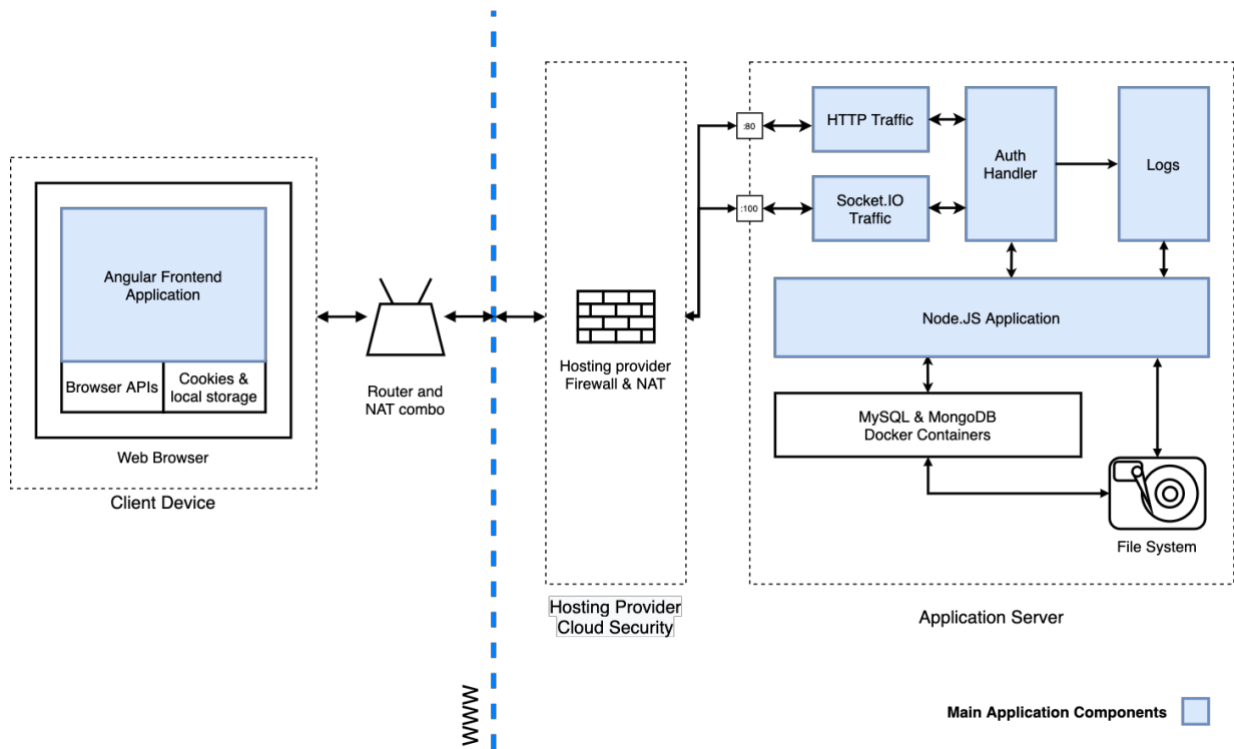 Angular Frontend
Application
Browser APIs
Cookies &
local storage
Web Browser
Client Device
Router and
NAT combo
WWW
Hosting provider
Firewall & NAT
Hosting Provider
Cloud Security
:80
:100
HTTP Traffic
Socket.IO
Traffic
Auth
Handler
Logs
Node.JS Application
MySQL & MongoDB
Docker Containers
File System
Application Server
Main Application Components